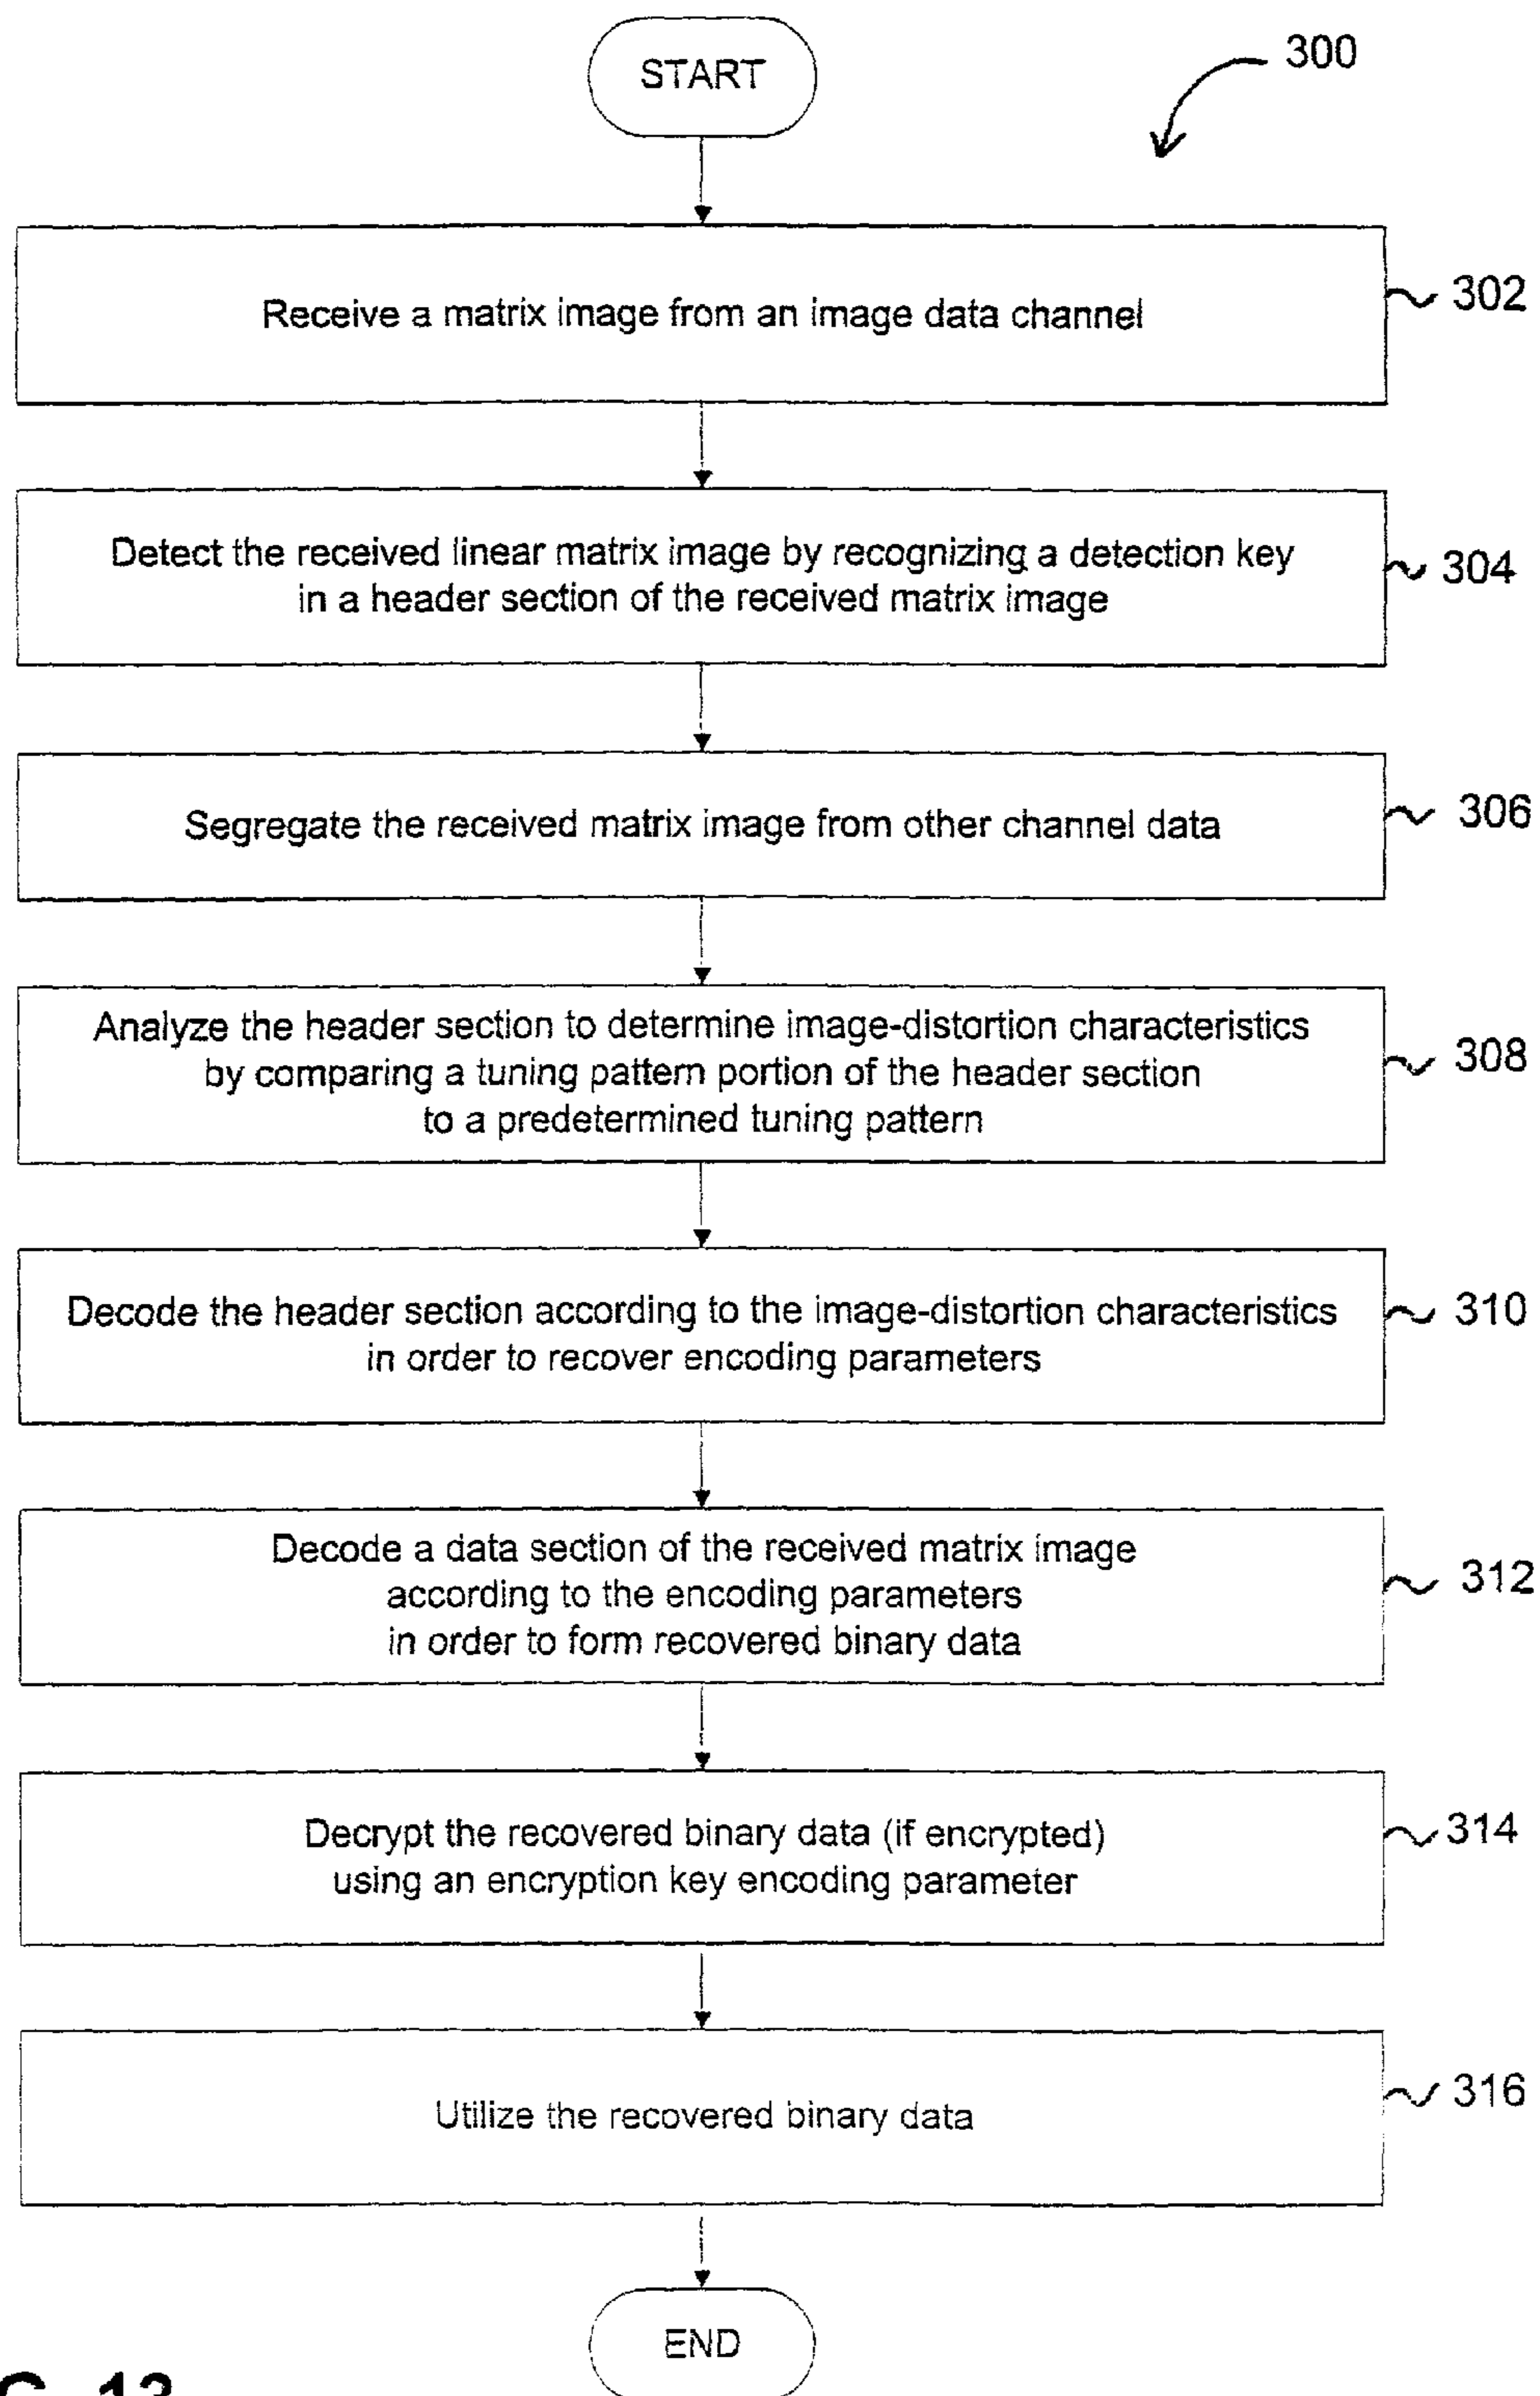 START
300
Receive a matrix image from an image data channel
302
Detect the received linear matrix image by recognizing a detection key
in a header section of the received matrix image
304
Segregate the received matrix image from other channel data
306
Analyze the header section to determine image-distortion characteristics
by comparing a tuning pattern portion of the header section
to a predetermined tuning pattern
308
Decode the header section according to the image-distortion characteristics
in order to recover encoding parameters
310
Decode a data section of the received matrix image
according to the encoding parameters
in order to form recovered binary data
312
Decrypt the recovered binary data (if encrypted)
using an encryption key encoding parameter
314
Utilize the recovered binary data
316
END